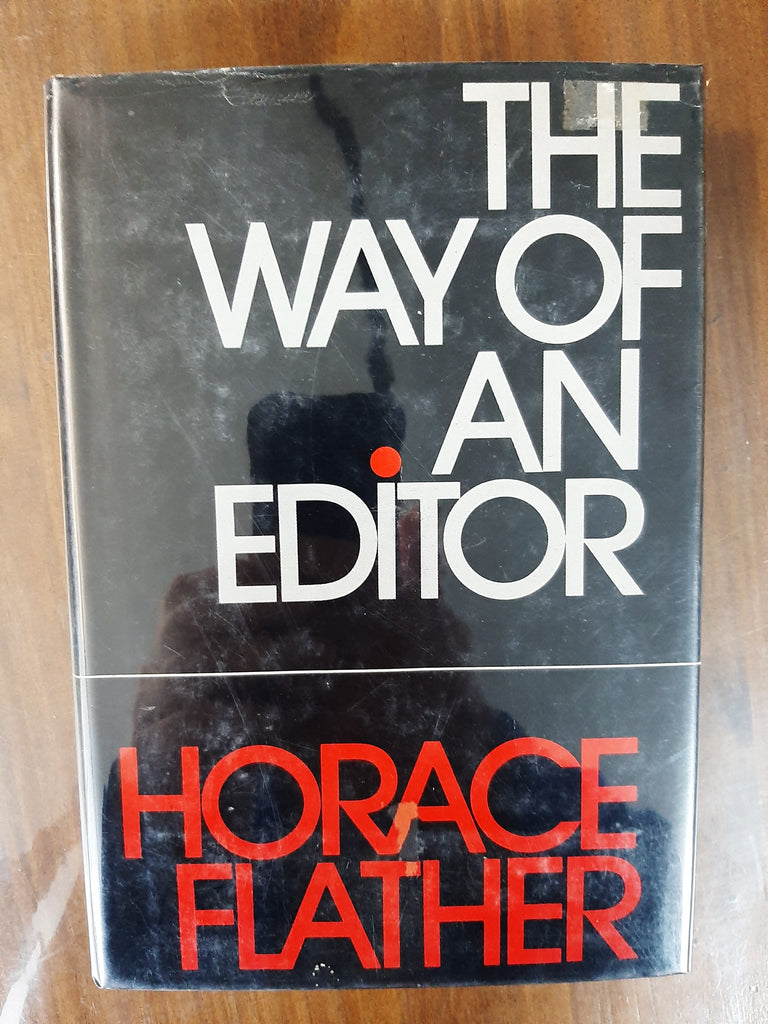 THE
WAY OF
AN
EDiTOR
HORACE
FLATHER